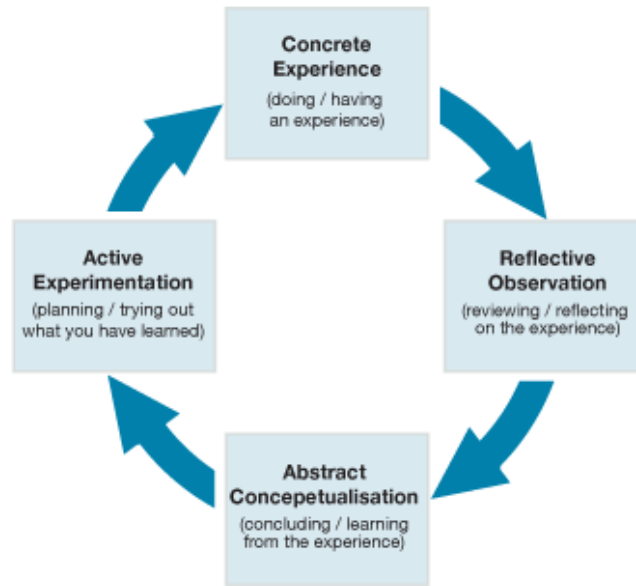 Concrete
Experience
(doing / having
an experience)
Reflective
Observation
(reviewing / reflecting
on the experience)
Abstract
Concepetualisation
(concluding / learning
from the experience)
Active
Experimentation
(planning / trying out
what you have learned)